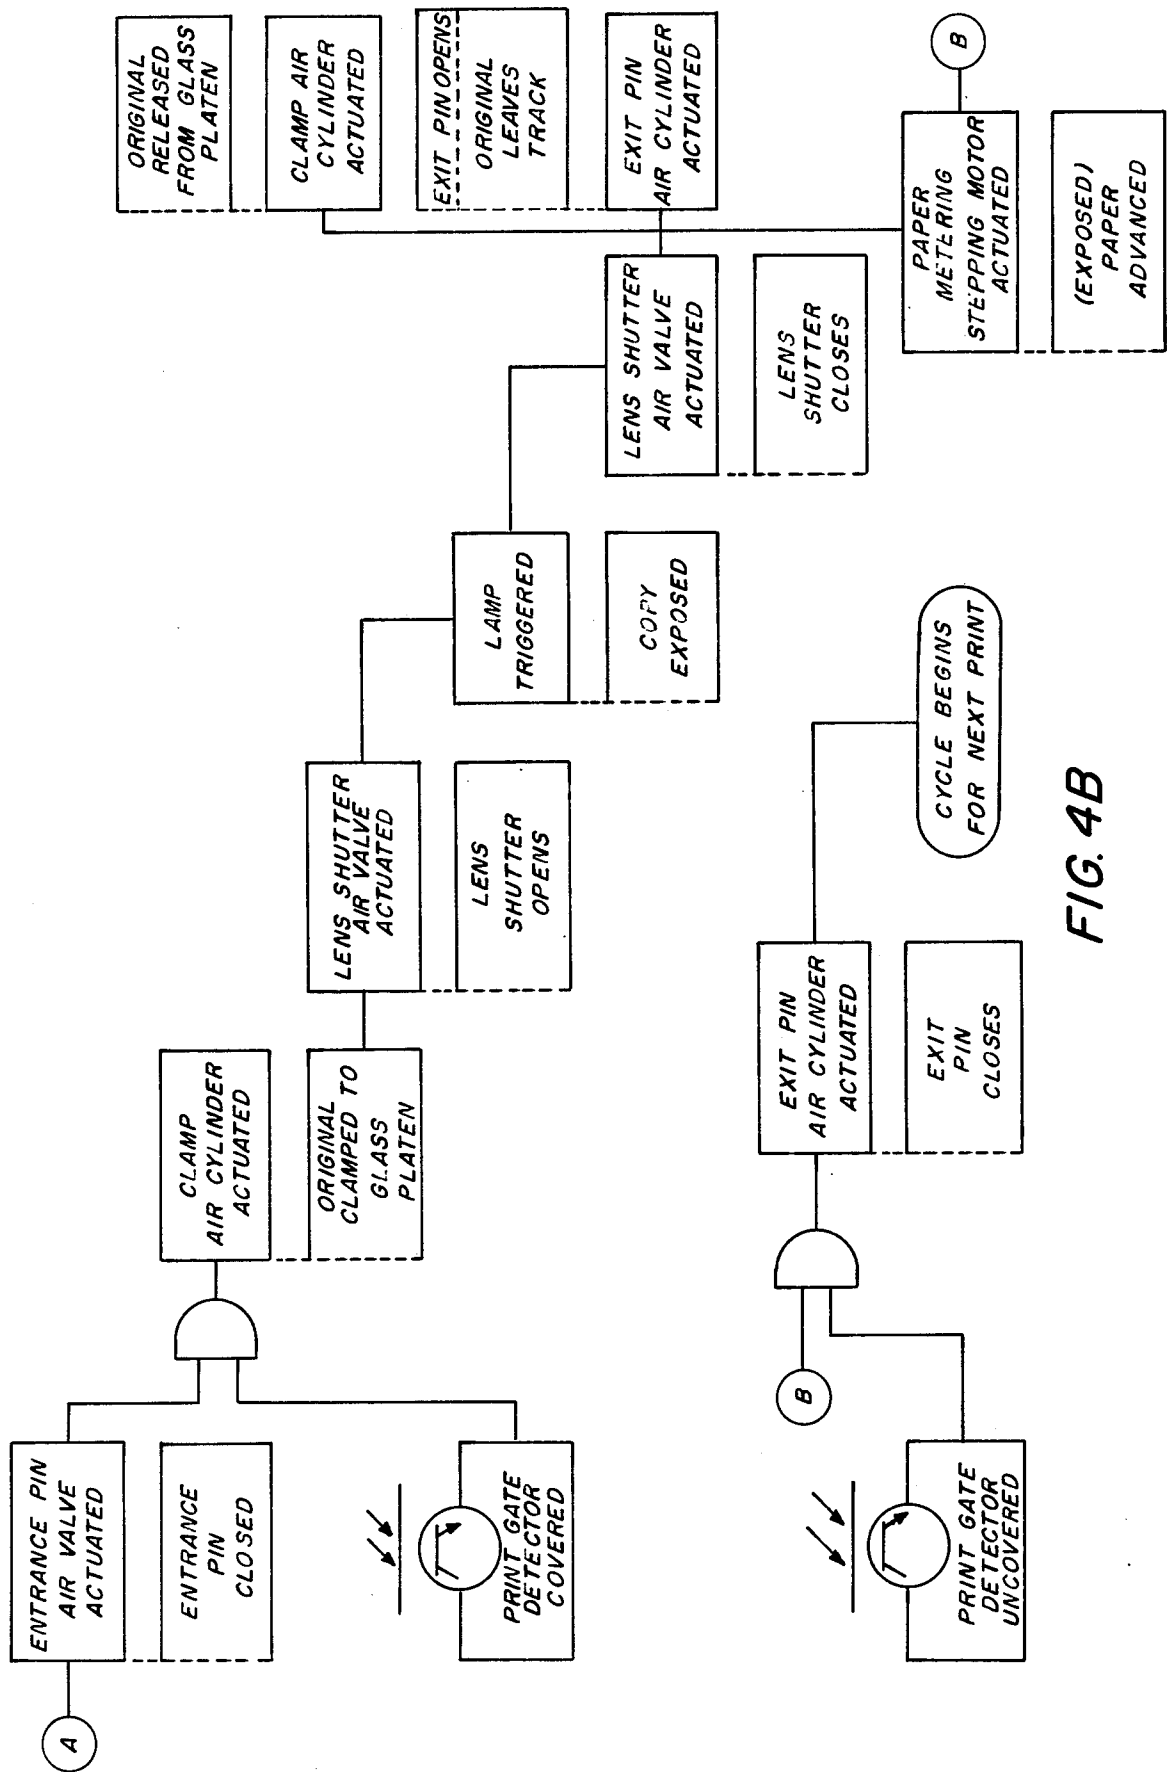 A
ENTRANCE PIN
AIR VALVE
ACTUATED
ENTRANCE
PIN
CLOSED
PRINT GATE
DETECTOR
COVERED
CLAMP
AIR CYLINDER
ACTUATED
ORIGINAL
CLAMPED TO
GLASS
PLATEN
LENS SHUTTER
AIR VALVE
ACTUATED
LENS
SHUTTER
OPENS
LAMP
TRIGGERED
COPY
EXPOSED
LENS SHUTTER
AIR VALVE
ACTUATED
LENS
SHUTTER
CLOSES
ORIGINAL
RELEASED
FROM GLASS
PLATEN
CLAMP AIR
CYLINDER
ACTUATED
EXIT PIN OPENS
ORIGINAL
LEAVES
TRACK
EXIT PIN
AIR CYLINDER
ACTUATED
PAPER
METERING
STEPPING MOTOR
ACTUATED
(EXPOSED)
PAPER
ADVANCED
B
PRINT GATE
DETECTOR
UNCOVERED
B
EXIT PIN
AIR CYLINDER
ACTUATED
EXIT
PIN
CLOSES
CYCLE BEGINS
FOR NEXT PRINT
FIG. 4B